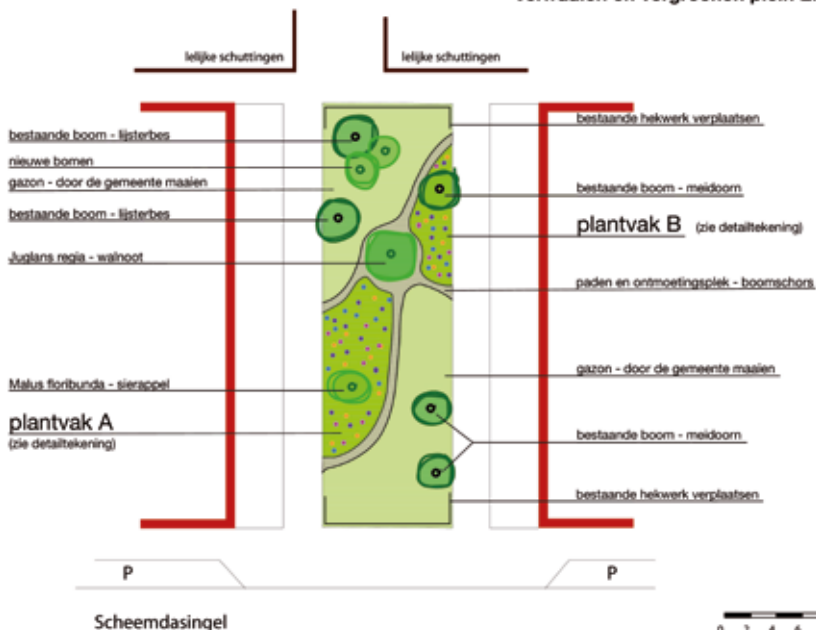 lelijke schuttingen
lelijke schuttingen
bestaande boom - lijsterbes
nieuwe bomen
gazon - door de gemeente maaien
bestaande boom - lijsterbes
Juglans regia - walnoot
Malus floribunda - sierappel
plantvak A
(zie detailtekening)
bestaande hekwerk verplaatsen
bestaande boom - meidoorn
plantvak B (zie detailtekening)
paden en ontmoetingsplek - boomschors
gazon - door de gemeente maaien
bestaande boom - meidoorn
bestaande hekwerk verplaatsen
P
P
Scheemdasingel